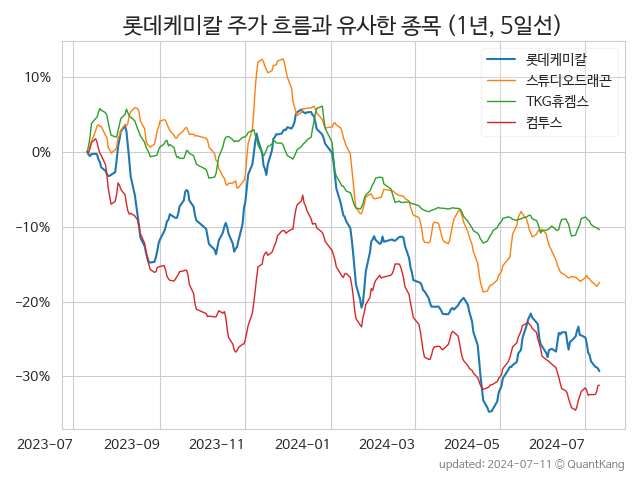 롯데케미칼 주가 흐름과 유사한 종목 (1년, 5일선)
롯데케미칼
스튜디오드래곤
TKG휴켐스
컴투스
10%
0%
−10%
−20%
−30%
2023-07 2023-09 2023-11 2024-01 2024-03 2024-05 2024-07
updated: 2024-07-11 © QuantKang